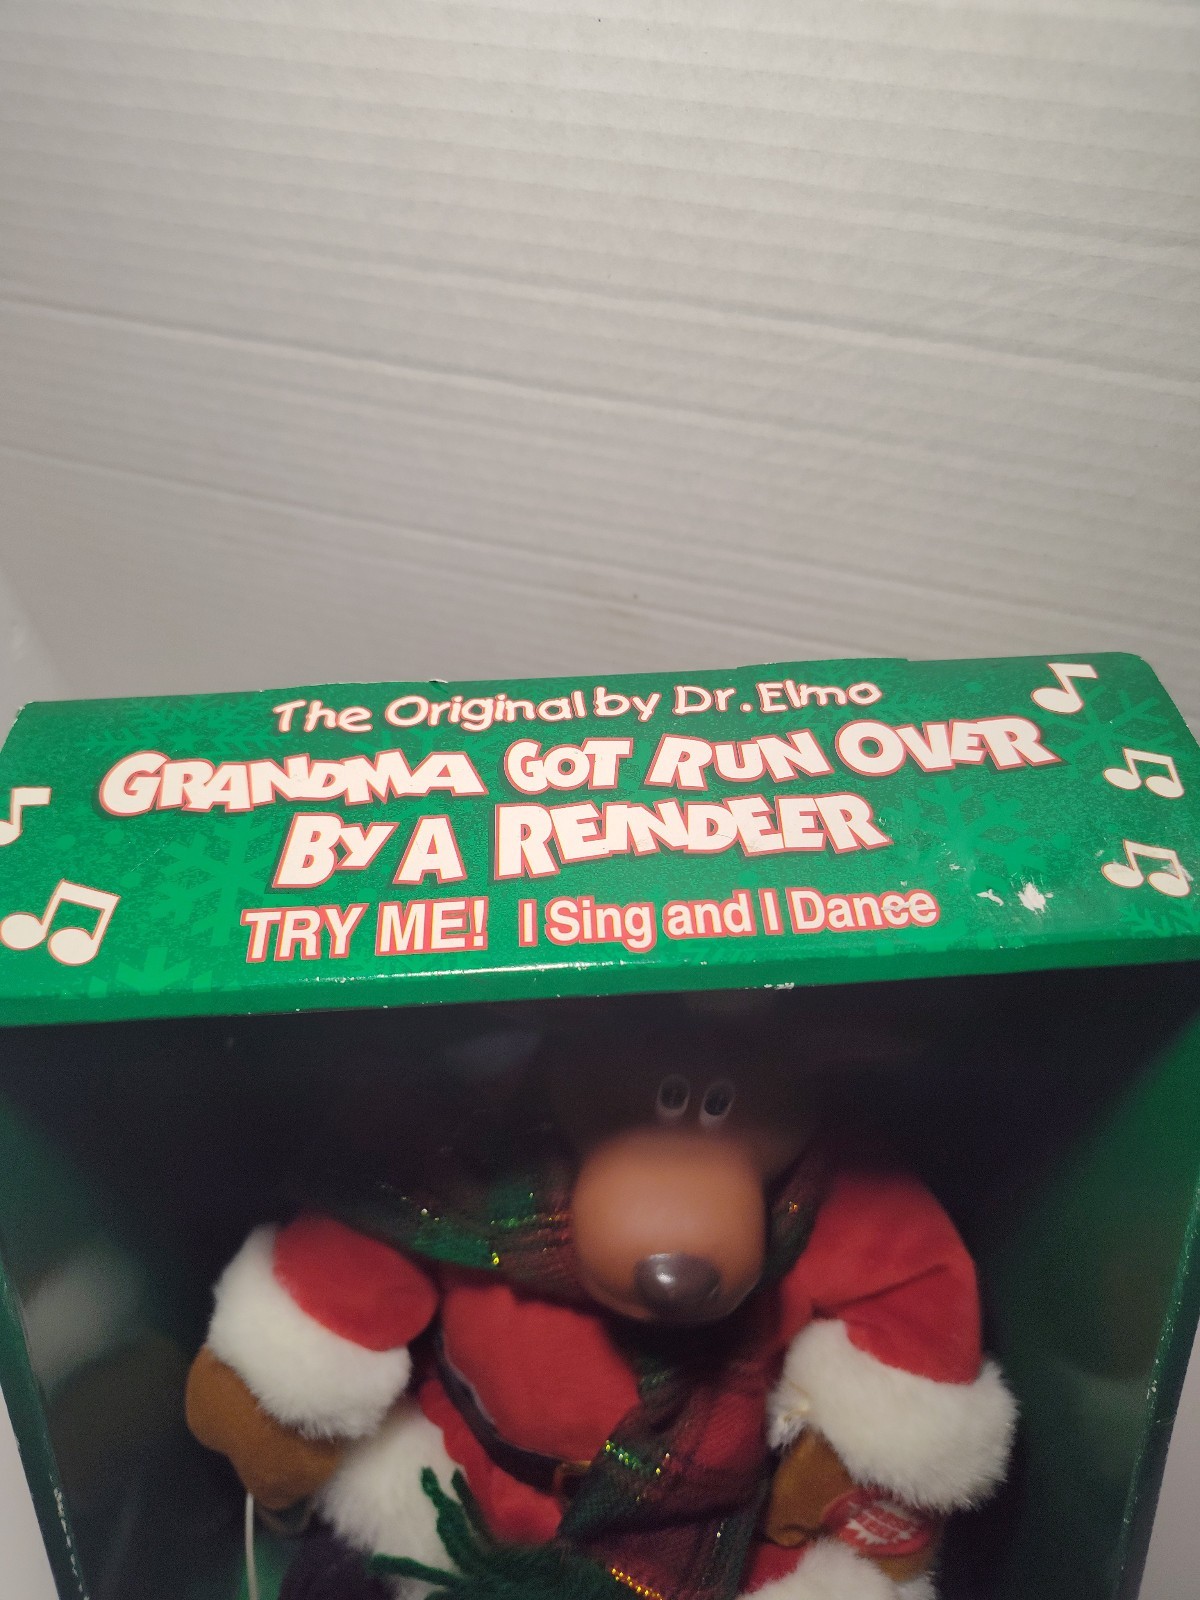 The Original by Dr. Elmo
GRANDMA GOT RUN OVER
BY A REINDEER
TRY ME! I Sing and I Dance